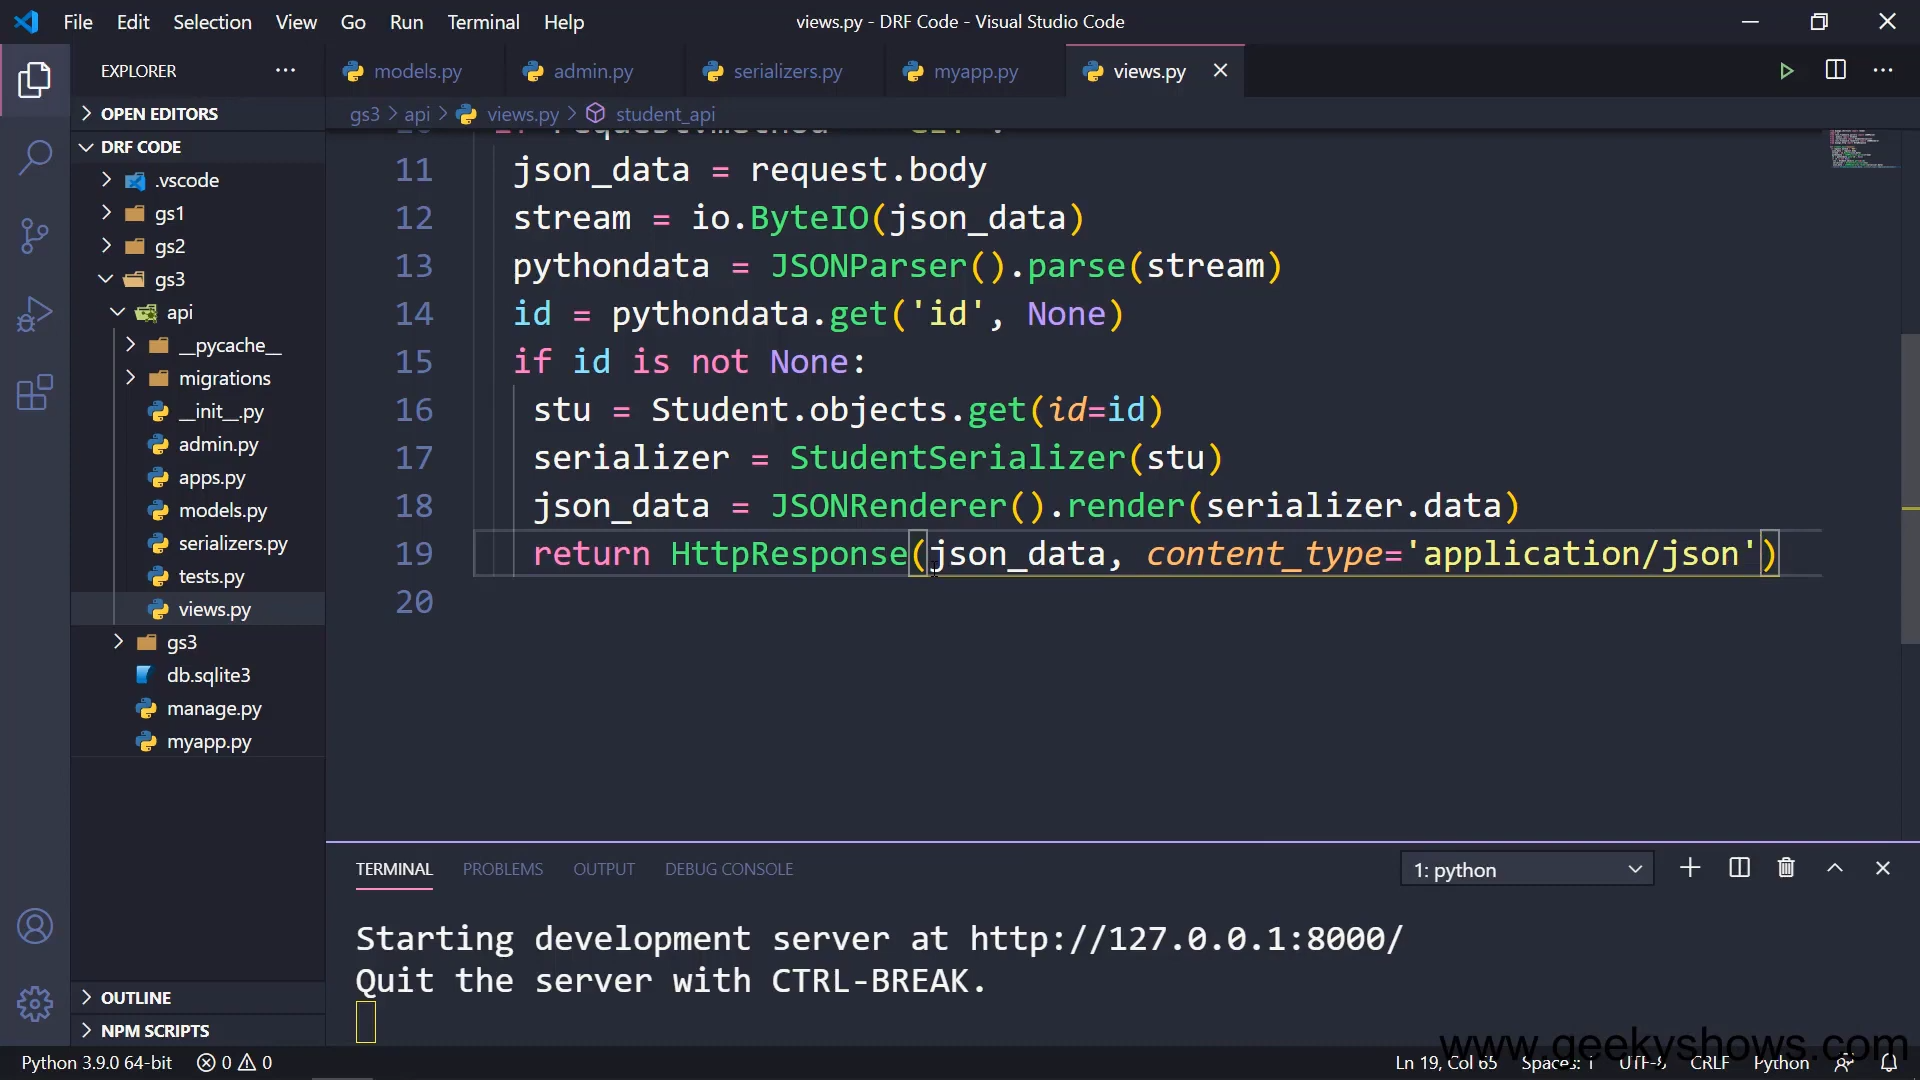 File Edit Selection View Go Run Terminal Help
views.py - DRF Code - Visual Studio Code
EXPLORER
OPEN EDITORS
DRF CODE
.vscode
gs1
gs2
gs3
api
__pycache__
migrations
__init__.py
admin.py
apps.py
models.py
serializers.py
tests.py
views.py
gs3
db.sqlite3
manage.py
myapp.py
OUTLINE
NPM SCRIPTS
models.py admin.py serializers.py myapp.py views.py
gs3 > api > views.py > student_api
11 json_data = request.body
12 stream = io.ByteIO(json_data)
13 pythondata = JSONParser().parse(stream)
14 id = pythondata.get('id', None)
15 if id is not None:
16 stu = Student.objects.get(id=id)
17 serializer = StudentSerializer(stu)
18 json_data = JSONRenderer().render(serializer.data)
19 return HttpResponse(json_data, content_type='application/json')
20
TERMINAL PROBLEMS OUTPUT DEBUG CONSOLE
1: python
Starting development server at http://127.0.0.1:8000/
Quit the server with CTRL-BREAK.
www.geekyshows.com
Python 3.9.0 64-bit 0 0
Ln 19, Col 65 Spaces: 1 UTF-8 CRLF Python